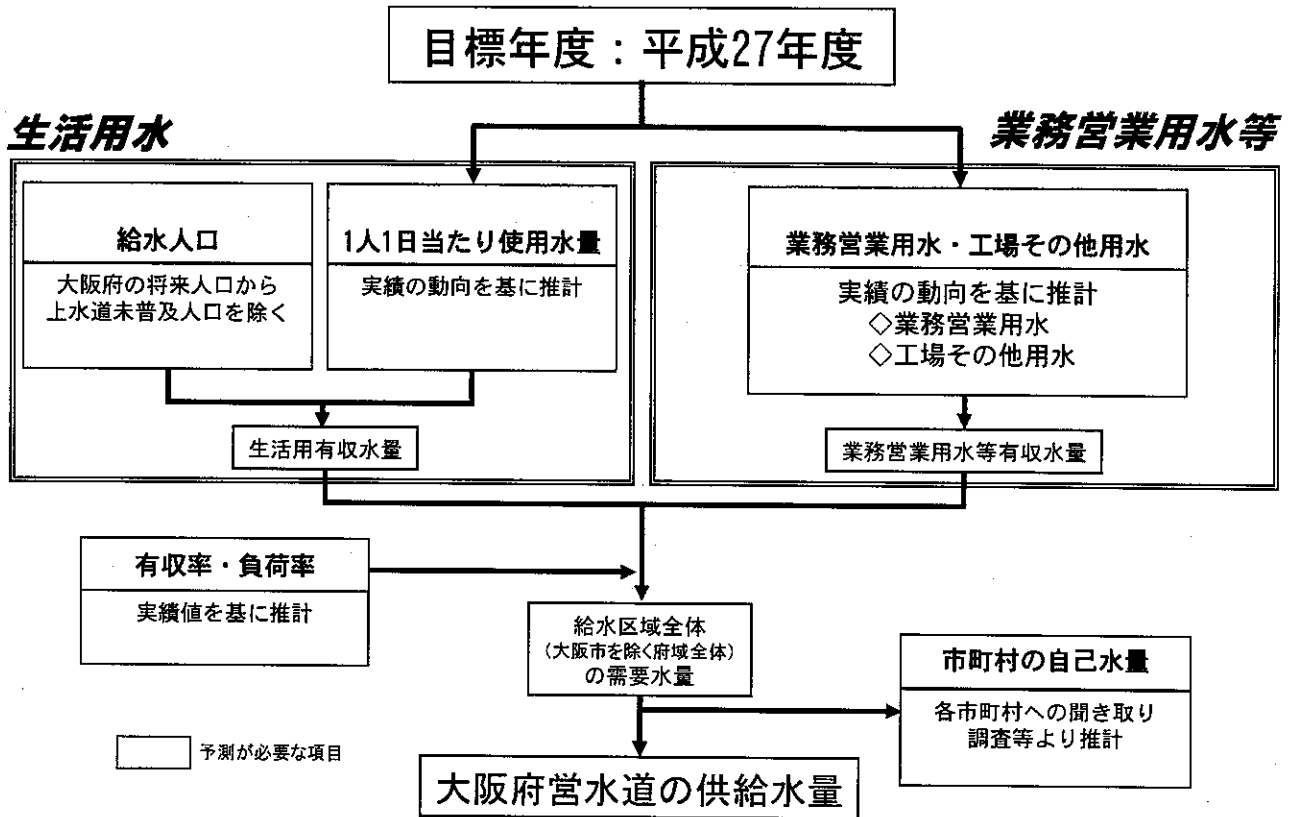 目標年度：平成27年度
生活用水
業務営業用水等
給水人口
大阪府の将来人口から
上水道未普及人口を除く
1人1日当たり使用水量
実績の動向を基に推計
業務営業用水・工場その他用水
実績の動向を基に推計
◇業務営業用水
◇工場その他用水
生活用有収水量
業務営業用水等有収水量
有収率・負荷率
実績値を基に推計
給水区域全体
（大阪市を除く府域全体）
の需要水量
市町村の自己水量
各市町村への聞き取り
調査等より推計
予測が必要な項目
大阪府営水道の供給水量